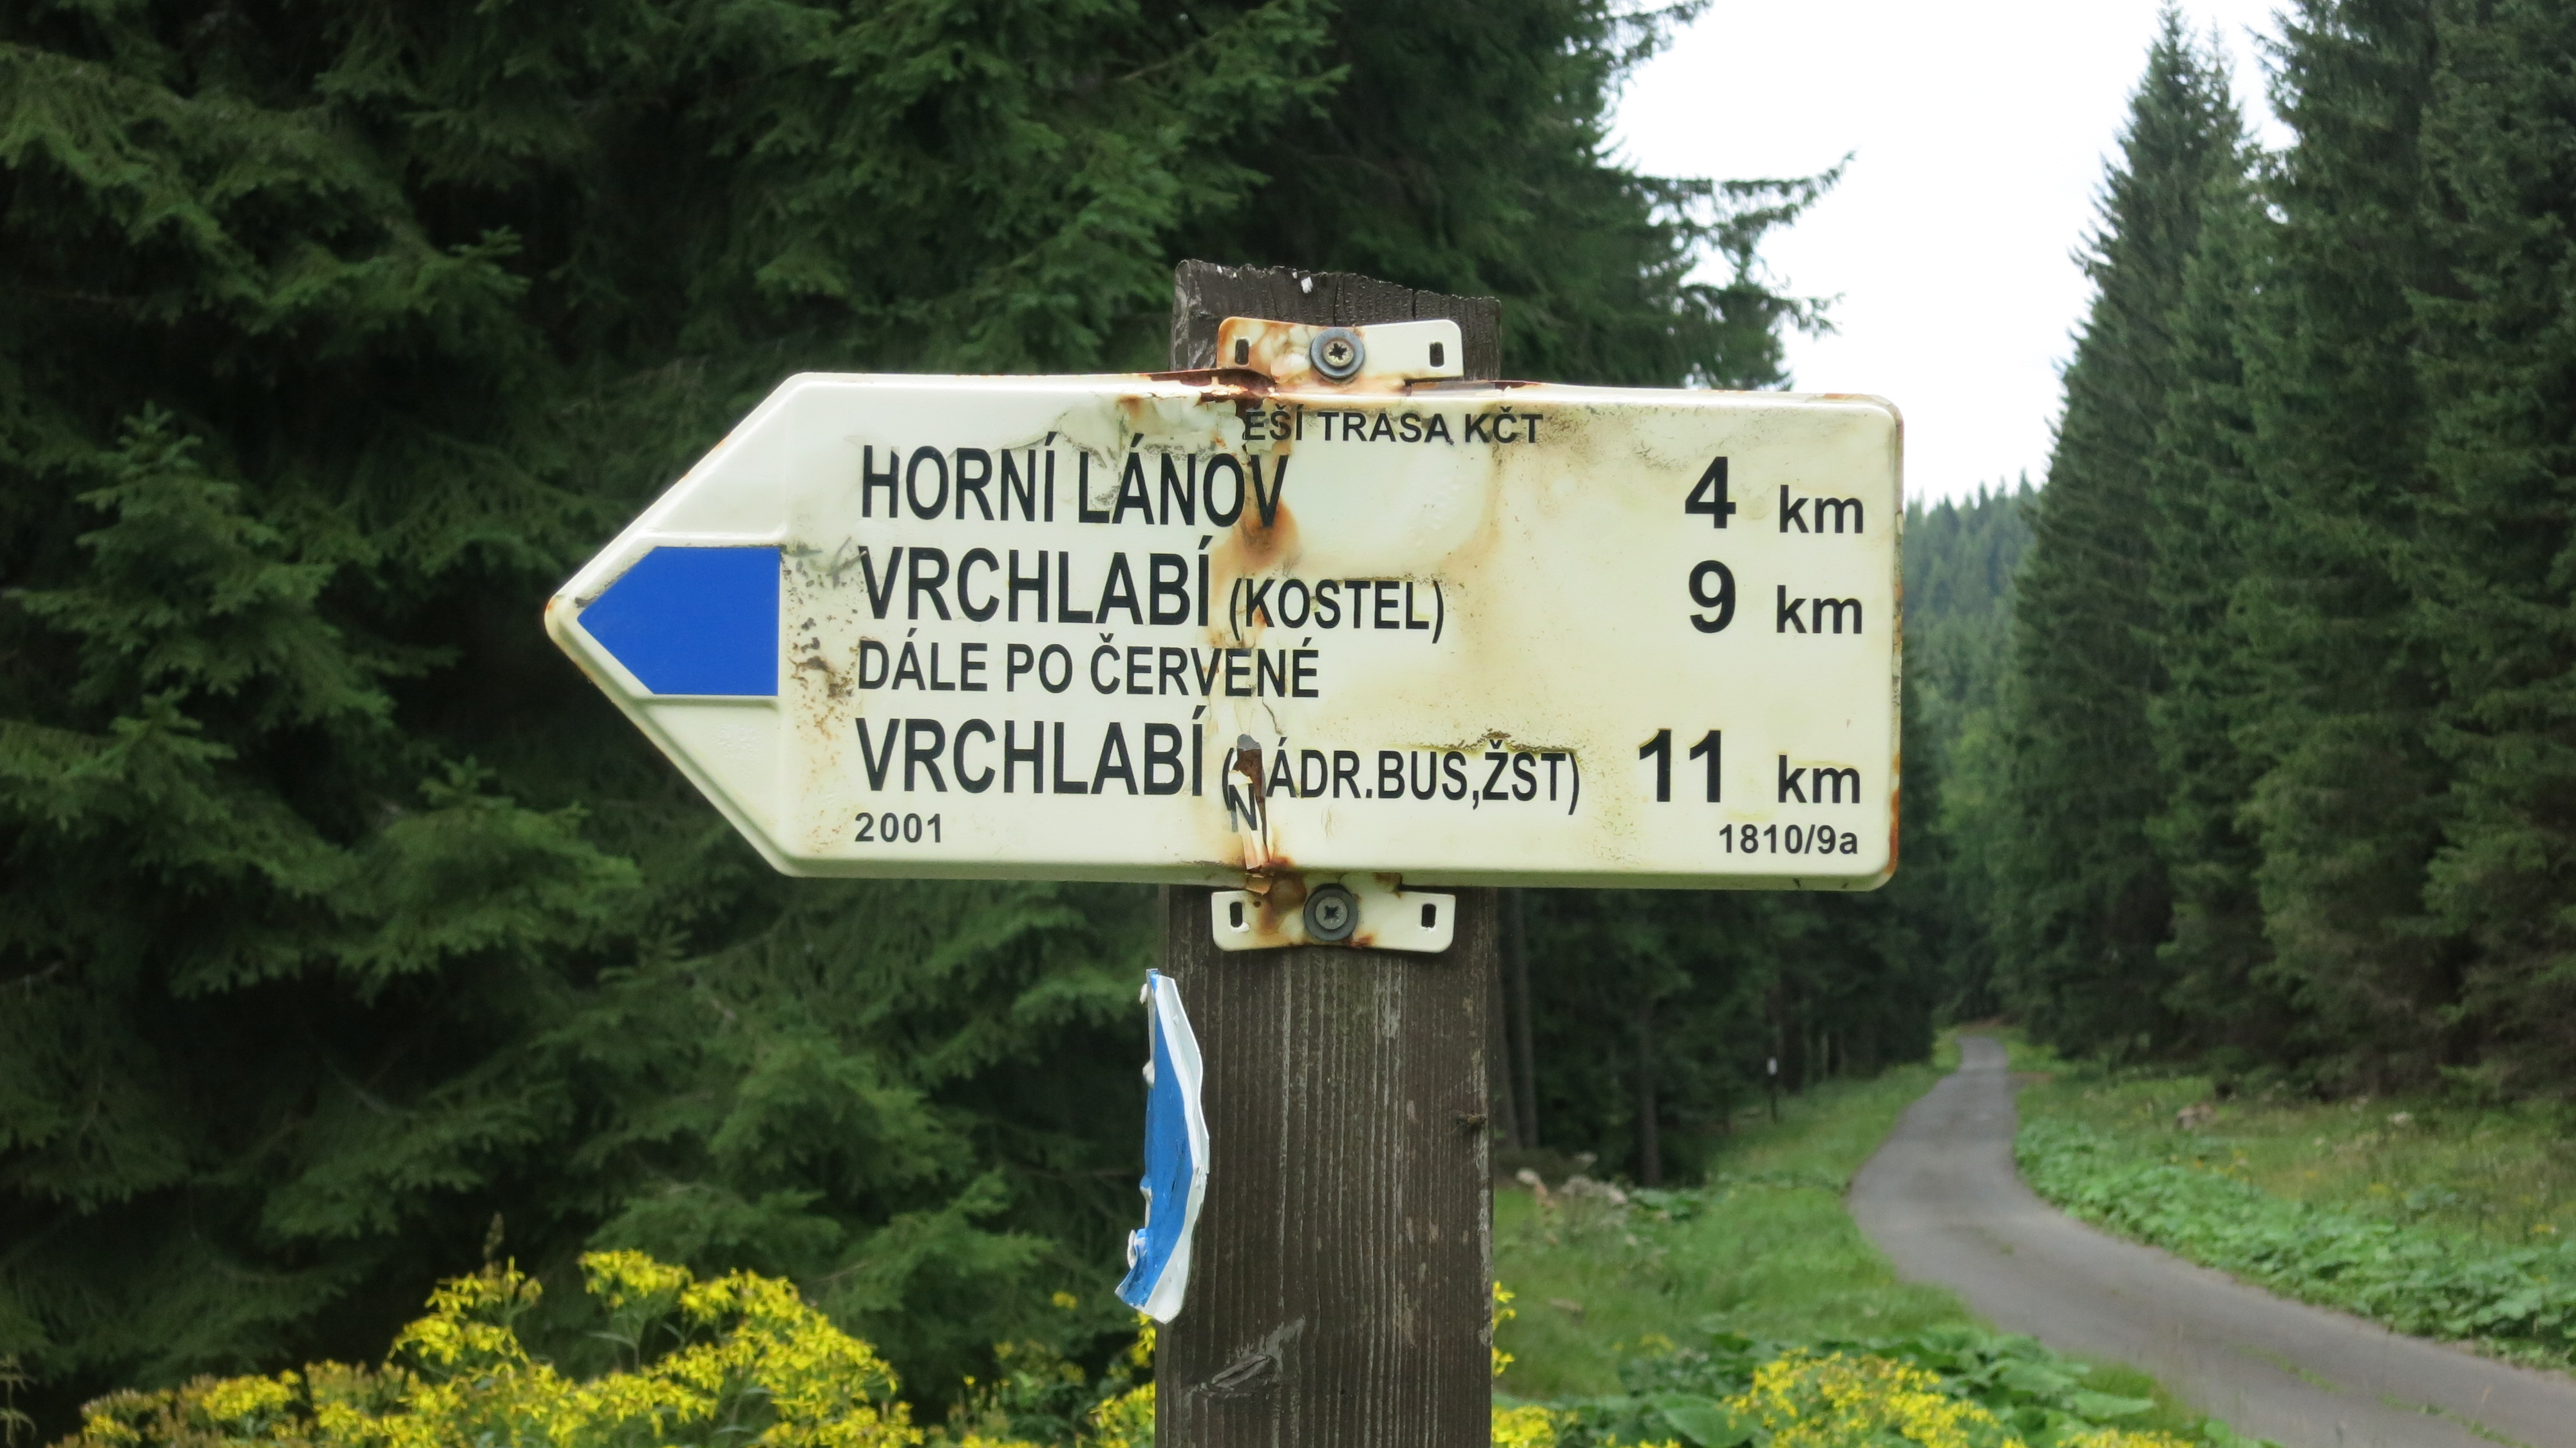 EŠÍ TRASA KČT
HORNÍ LÁNOV 4 km
VRCHLABÍ (KOSTEL) 9 km
DÁLE PO ČERVENÉ
VRCHLABÍ (NÁDR.BUS,ŽST) 11 km
2001 1810/9a